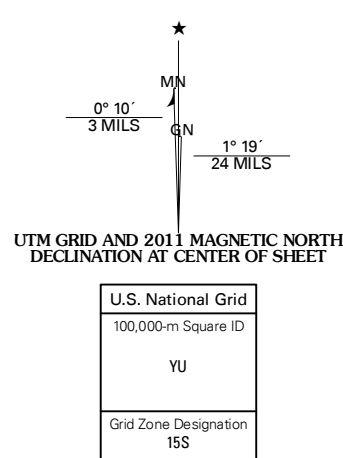 MN
0° 10´
3 MILS
GN
1° 19´
24 MILS
UTM GRID AND 2011 MAGNETIC NORTH
DECLINATION AT CENTER OF SHEET
U.S. National Grid
100,000-m Square ID
YU
Grid Zone Designation
15S